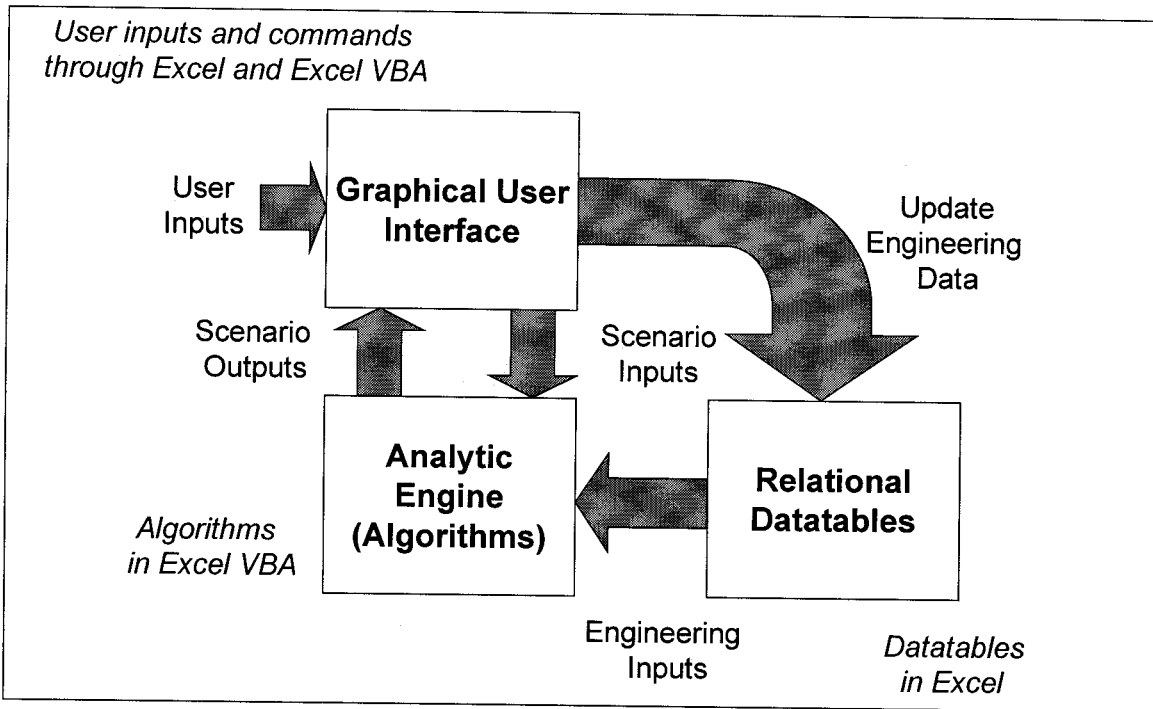 User inputs and commands
through Excel and Excel VBA
User
Inputs
Graphical User
Interface
Update
Engineering
Data
Scenario
Outputs
Scenario
Inputs
Analytic
Engine
(Algorithms)
Relational
Datatables
Algorithms
in Excel VBA
Engineering
Inputs
Datatables
in Excel